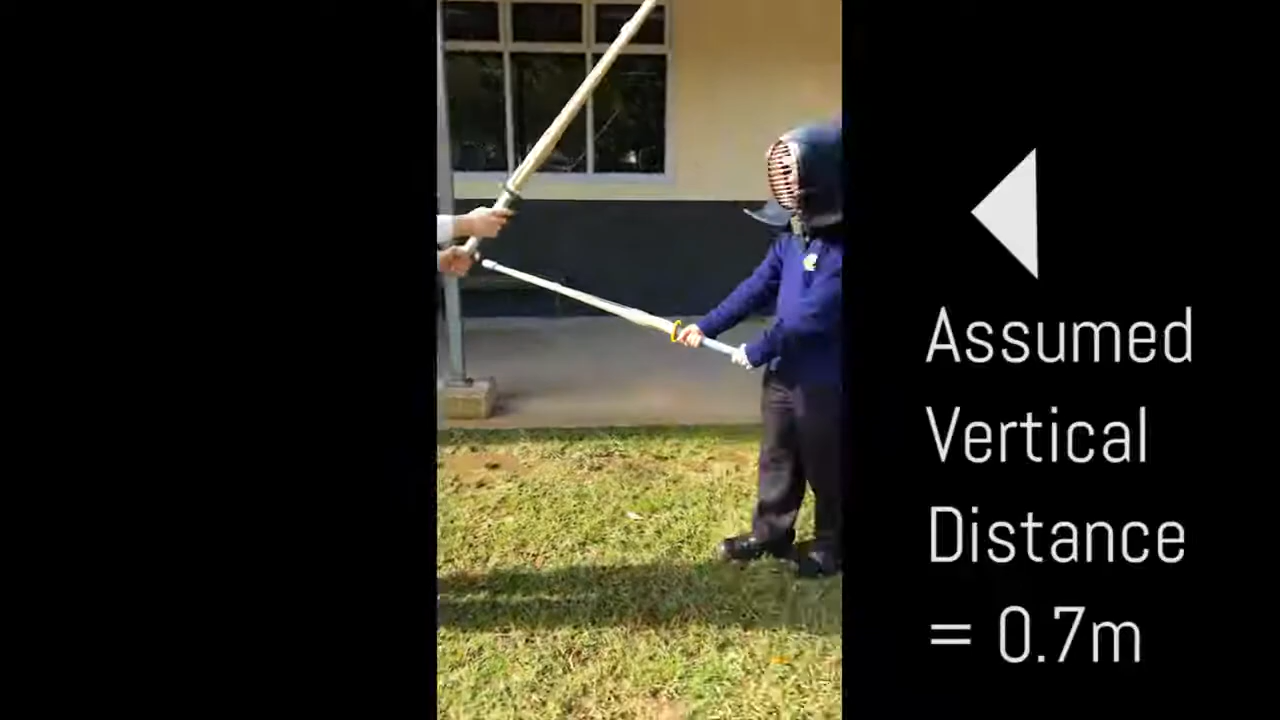 Assumed
Vertical
Distance
= 0.7m